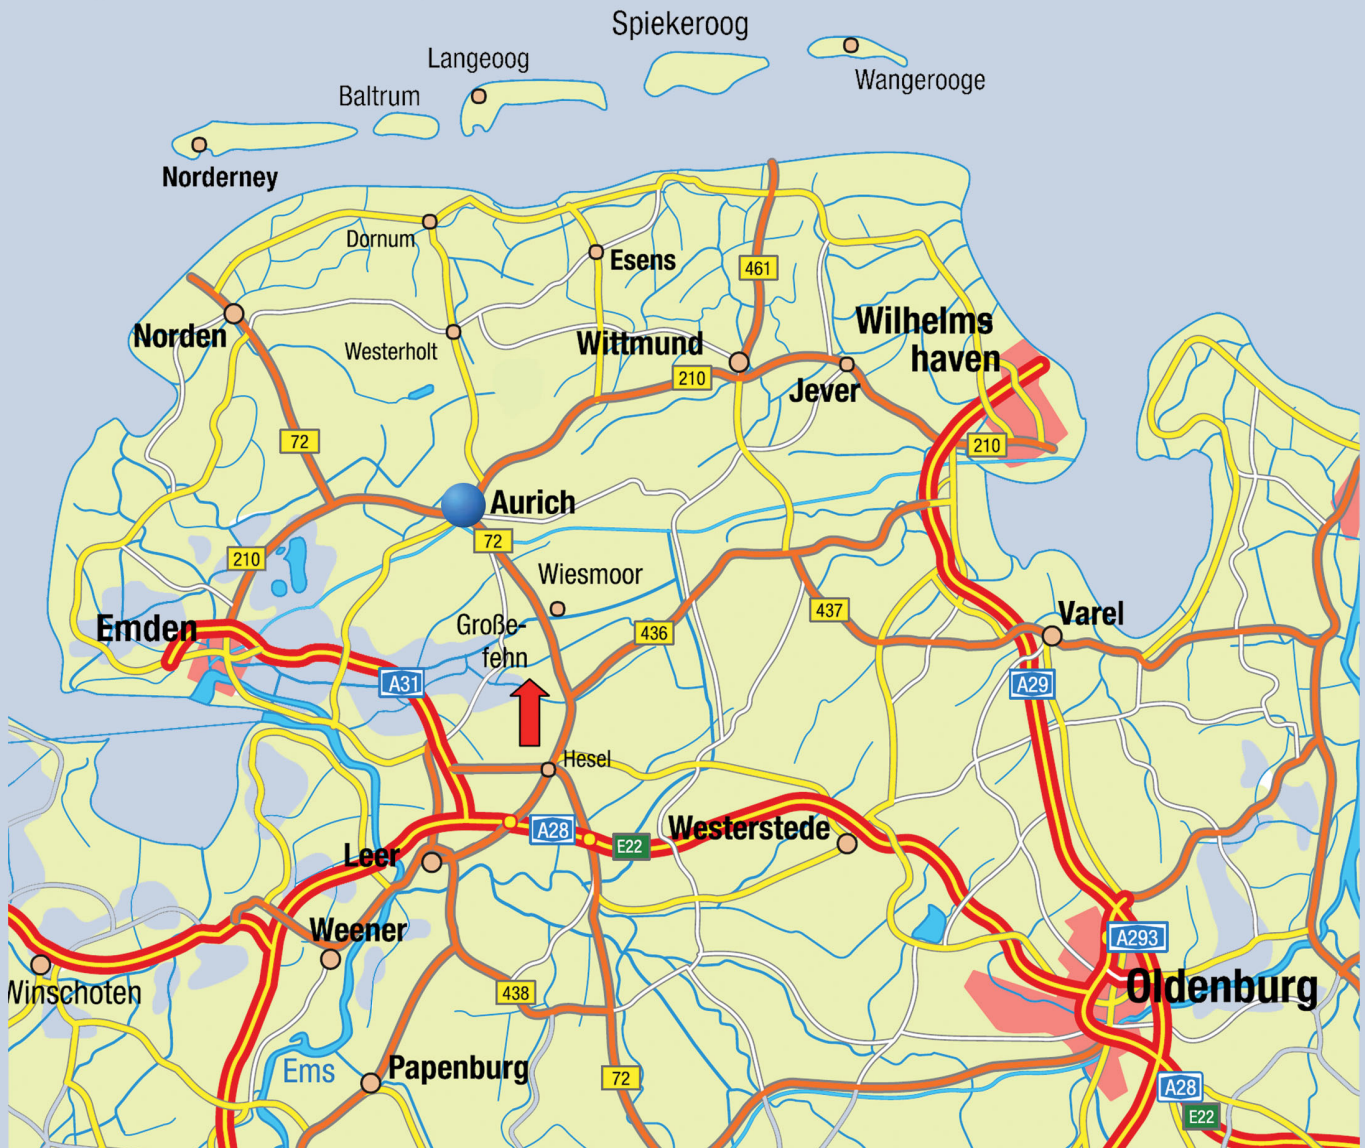 Spiekeroog
Langeoog
Wangerooge
Baltrum
Norderney
Dornum
Esens
461
Norden
Westerholt
Wittmund
Wilhelms
haven
210
Jever
72
210
Aurich
72
210
Wiesmoor
Emden
Große-
fehn
436
437
Varel
A31
A29
Hesel
A28
E22
Westerstede
Leer
Weener
A293
Winschoten
438
Oldenburg
Ems
Papenburg
72
A28
E22